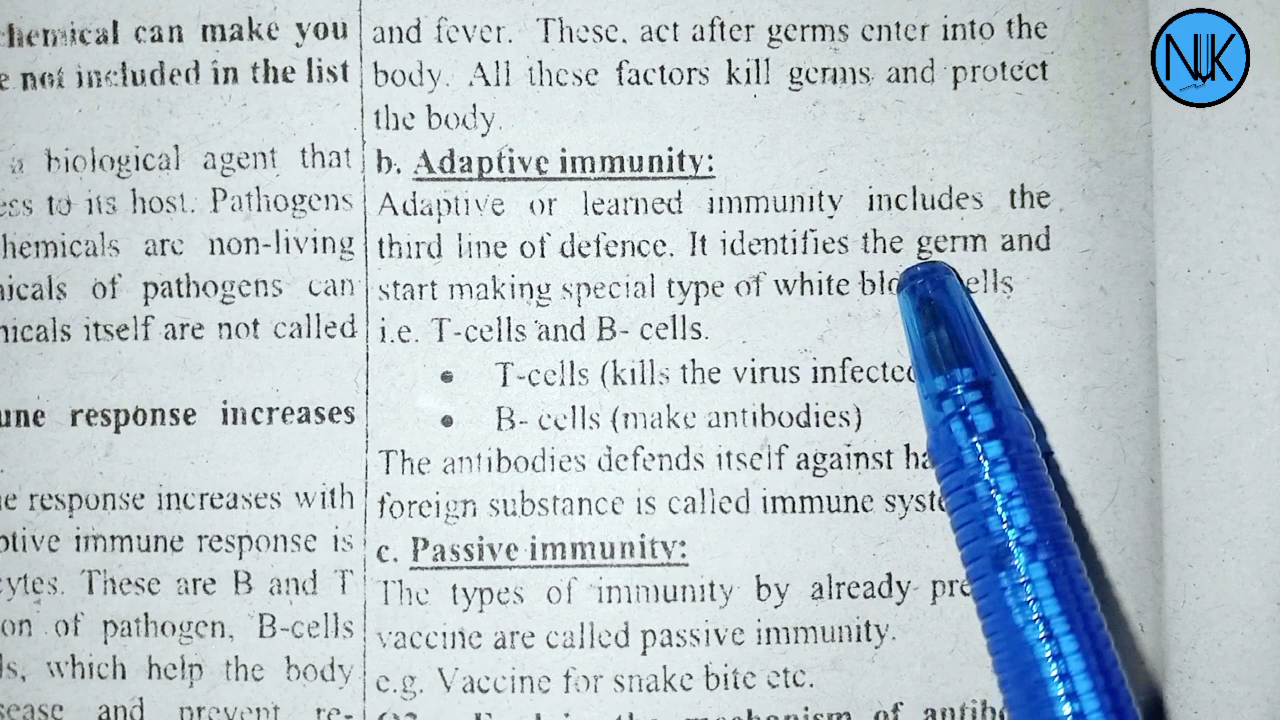 hemical can make you
e not included in the list
a biological agent that
ess to its host. Pathogens
hemicals are non-living
icals of pathogens can
nicals itself are not called
une response increases
e response increases with
ptive immune response is
cytes. These are B and T
on of pathogen, B-cells
ls, which help the body
sease and prevent re-
and fever. These, act after germs enter into the
body. All these factors kill germs and protect
the body.
b. Adaptive immunity:
Adaptive or learned immunity includes the
third line of defence. It identifies the germ and
start making special type of white blo ells
i.e. T-cells and B- cells.
• T-cells (kills the virus infected
• B- cells (make antibodies)
The antibodies defends itself against ha
foreign substance is called immune syste
c. Passive immunity:
The types of immunity by already pre
vaccine are called passive immunity.
e.g. Vaccine for snake bite etc.
the mechanism of antib
NK